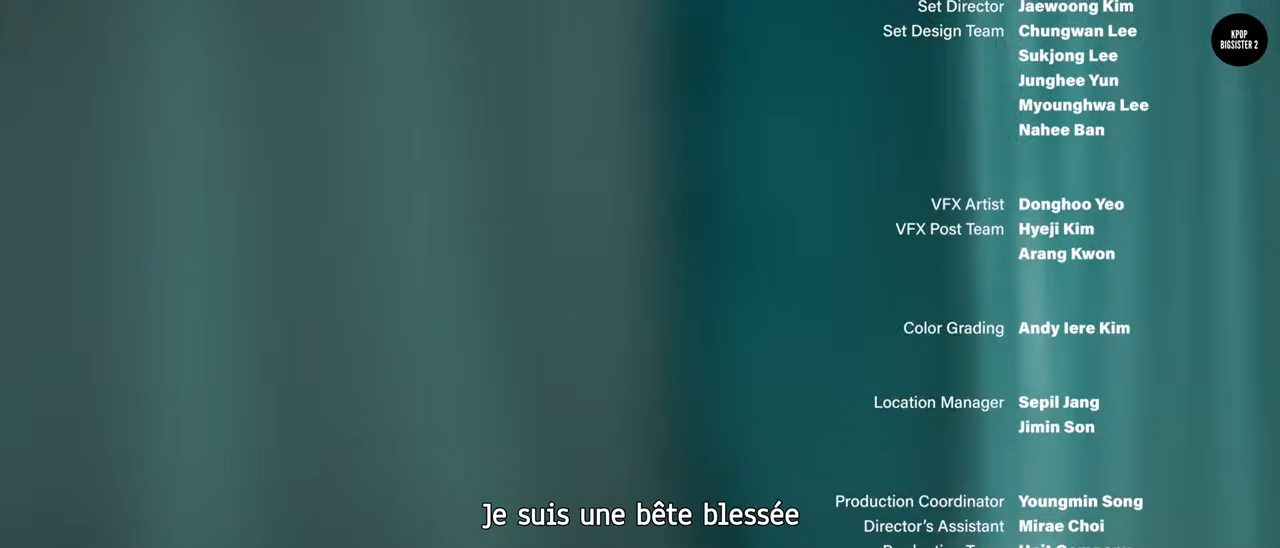 Set Director Jaewoong Kim
Set Design Team Chungwan Lee
Sukjong Lee
Junghee Yun
Myounghwa Lee
Nahee Ban
KPOP
BIGSISTER 2
VFX Artist Donghoo Yeo
VFX Post Team Hyeji Kim
Arang Kwon
Color Grading Andy Iere Kim
Location Manager Sepil Jang
Jimin Son
Production Coordinator Youngmin Song
Director's Assistant Mirae Choi
Je suis une bête blessée